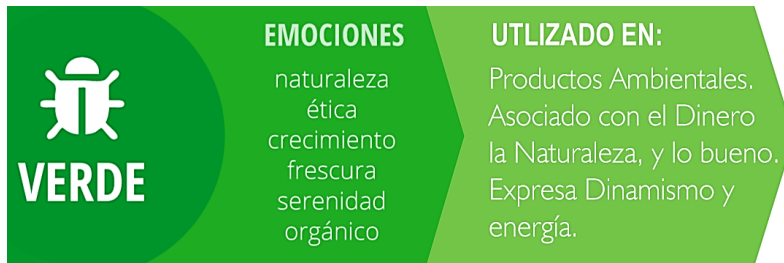 VERDE
EMOCIONES
naturaleza
ética
crecimiento
frescura
serenidad
orgánico
UTLIZADO EN:
Productos Ambientales.
Asociado con el Dinero
la Naturaleza, y lo bueno.
Expresa Dinamismo y
energía.